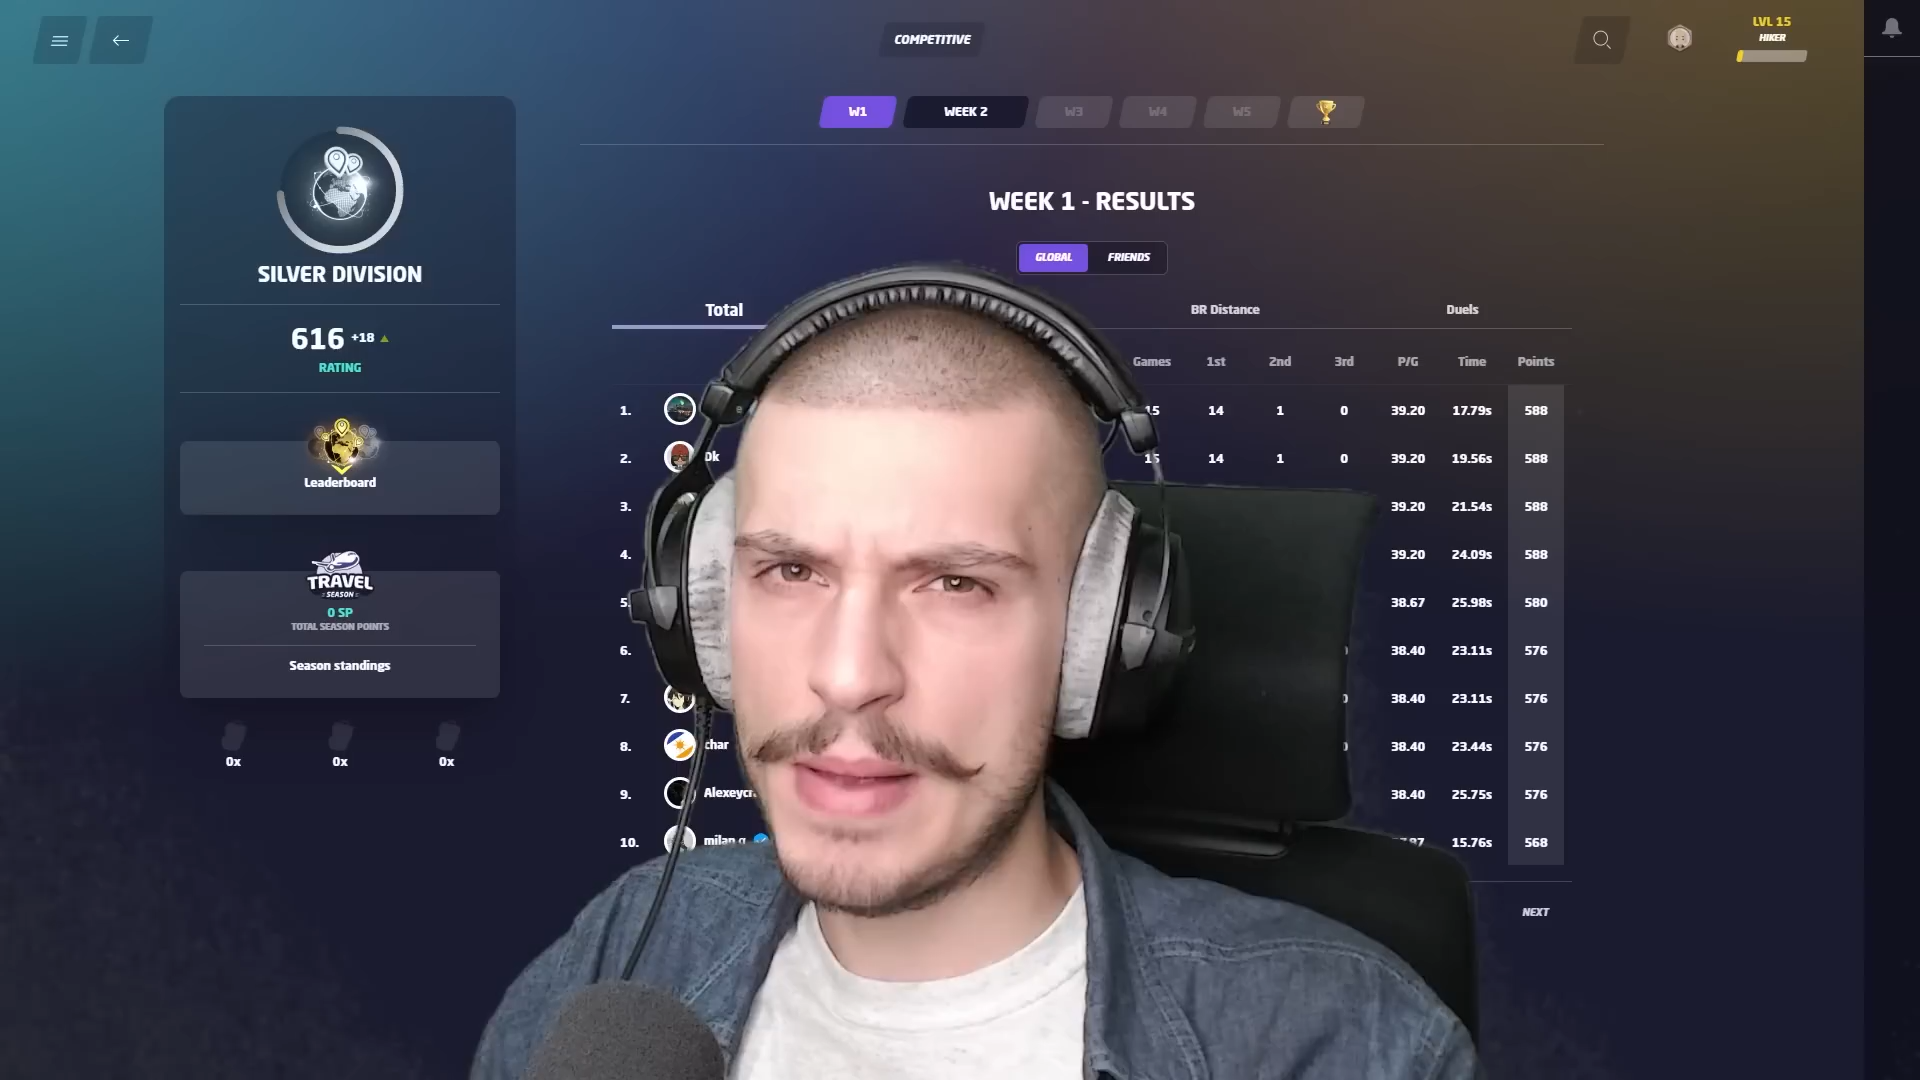 COMPETITIVE
LVL 15
HIKER
W1 WEEK 2 W3 W4 W5
SILVER DIVISION
616 +18
RATING
Leaderboard
TRAVEL
SEASON
0 SP
TOTAL SEASON POINTS
Season standings
0x 0x 0x
WEEK 1 - RESULTS
GLOBAL FRIENDS
Total BR Distance Duels
Games 1st 2nd 3rd P/G Time Points
1. 15 14 1 0 39.20 17.79s 588
2. Dk 15 14 1 0 39.20 19.56s 588
3. 39.20 21.54s 588
4. 39.20 24.09s 588
5. 38.67 25.98s 580
6. 38.40 23.11s 576
7. 38.40 23.11s 576
8. char 38.40 23.44s 576
9. 38.40 25.75s 576
10. milan.g 15.76s 568
NEXT